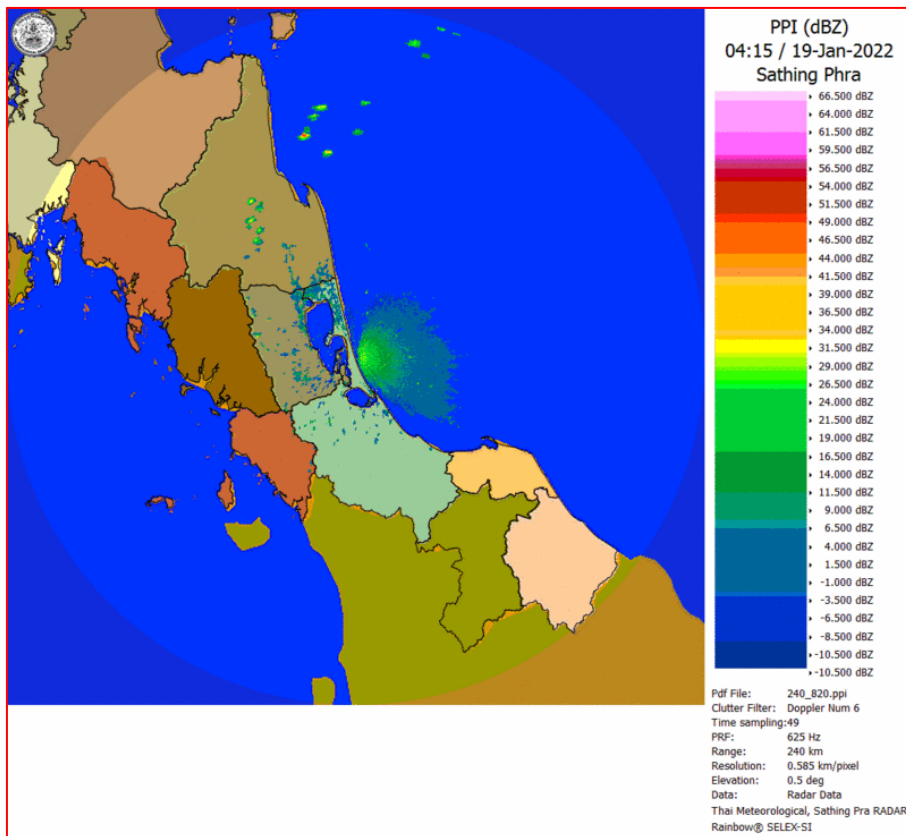 PPI (dBZ)
04:15 / 19-Jan-2022
Sathing Phra
66.500 dBZ
64.000 dBZ
61.500 dBZ
59.500 dBZ
56.500 dBZ
54.000 dBZ
51.500 dBZ
49.000 dBZ
46.500 dBZ
44.000 dBZ
41.500 dBZ
39.000 dBZ
36.500 dBZ
34.000 dBZ
31.500 dBZ
29.000 dBZ
26.500 dBZ
24.000 dBZ
21.500 dBZ
19.000 dBZ
16.500 dBZ
14.000 dBZ
11.500 dBZ
9.000 dBZ
6.500 dBZ
4.000 dBZ
1.500 dBZ
-1.000 dBZ
-3.500 dBZ
-6.500 dBZ
-8.500 dBZ
-10.500 dBZ
-10.500 dBZ
Pdf File: 240_820.ppi
Clutter Filter: Doppler Num 6
Time sampling:49
PRF: 625 Hz
Range: 240 km
Resolution: 0.585 km/pixel
Elevation: 0.5 deg
Data: Radar Data
Thai Meteorological, Sathing Pra RADAR
Rainbow® SELEX-SI